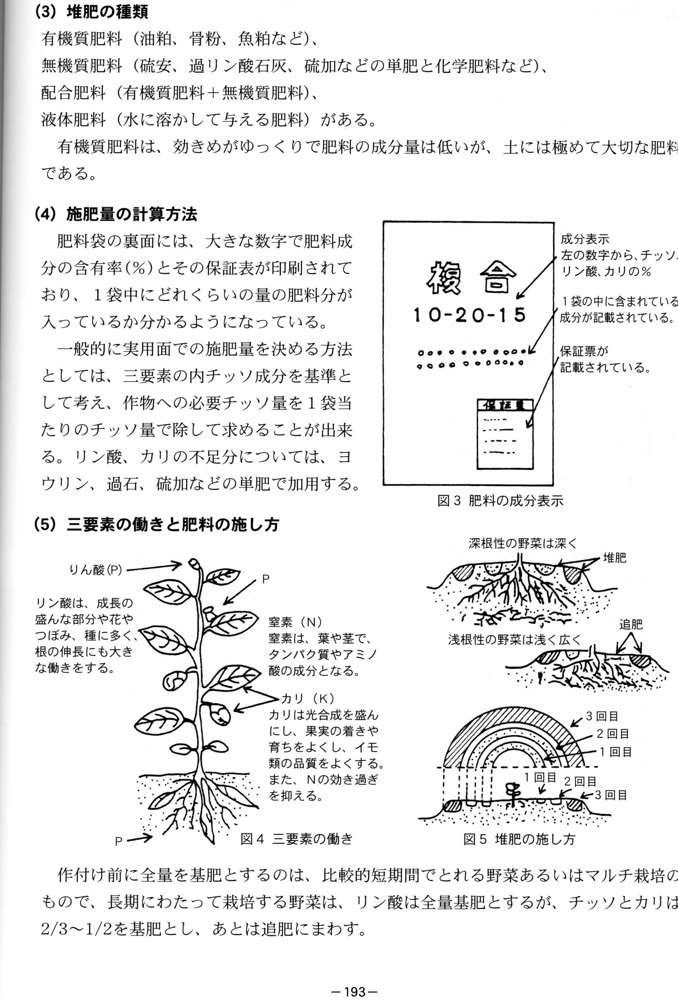 (3) 堆肥の種類
有機質肥料（油粕、骨粉、魚粕など）、
無機質肥料（硫安、過リン酸石灰、硫加などの単肥と化学肥料など）、
配合肥料（有機質肥料＋無機質肥料）、
液体肥料（水に溶かして与える肥料）がある。
有機質肥料は、効きめがゆっくりで肥料の成分量は低いが、土には極めて大切な肥料
である。
(4) 施肥量の計算方法
肥料袋の裏面には、大きな数字で肥料成
分の含有率(％)とその保証表が印刷されて
おり、１袋中にどれくらいの量の肥料分が
入っているか分かるようになっている。
一般的に実用面での施肥量を決める方法
としては、三要素の内チッソ成分を基準と
して考え、作物への必要チッソ量を１袋当
たりのチッソ量で除して求めることが出来
る。リン酸、カリの不足分については、ヨ
ウリン、過石、硫加などの単肥で加用する。
複合
10-20-15
保証票
成分表示
左の数字から、チッソ、
リン酸、カリの％
１袋の中に含まれている
成分が記載されている。
保証票が
記載されている。
図３ 肥料の成分表示
(5) 三要素の働きと肥料の施し方
りん酸(P)
P
リン酸は、成長の
盛んな部分や花や
つぼみ、種に多く、
根の伸長にも大き
な働きをする。
窒素（N）
窒素は、葉や茎で、
タンパク質やアミノ
酸の成分となる。
カリ（K）
カリは光合成を盛ん
にし、果実の着きや
育ちをよくし、イモ
類の品質をよくする。
また、Nの効き過ぎ
を抑える。
P
図４ 三要素の働き
深根性の野菜は深く
堆肥
追肥
浅根性の野菜は浅く広く
３回目
２回目
１回目
１回目
２回目
３回目
図５ 堆肥の施し方
作付け前に全量を基肥とするのは、比較的短期間でとれる野菜あるいはマルチ栽培の
もので、長期にわたって栽培する野菜は、リン酸は全量基肥とするが、チッソとカリは
2/3～1/2を基肥とし、あとは追肥にまわす。
－193－